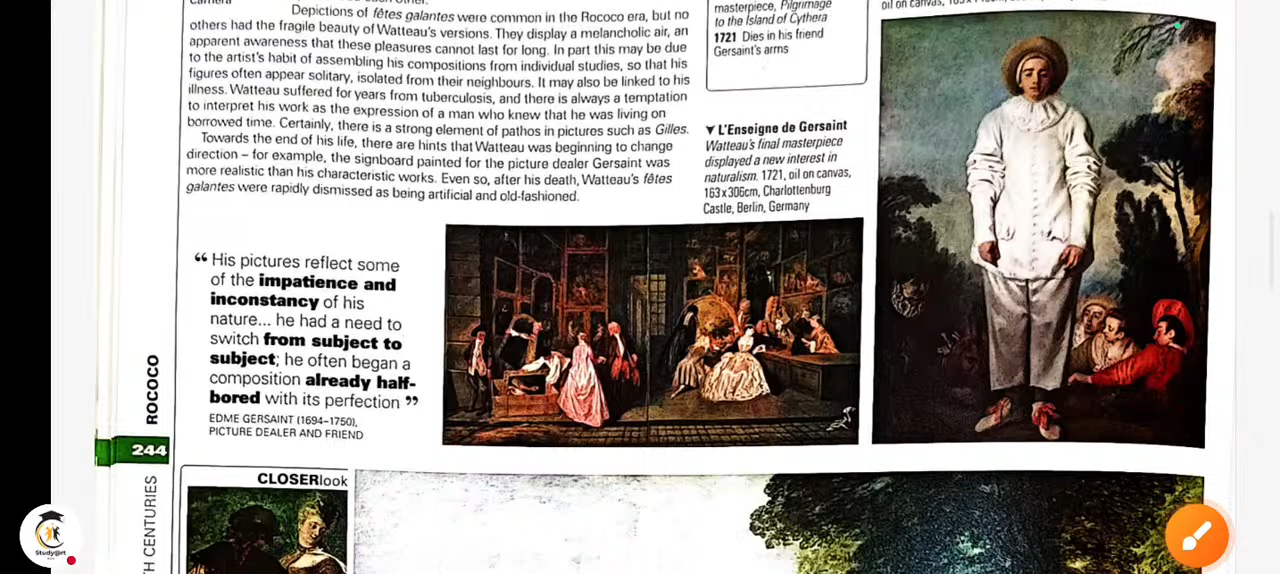 Depictions of fêtes galantes were common in the Rococo era, but no
others had the fragile beauty of Watteau's versions. They display a melancholic air, an
apparent awareness that these pleasures cannot last for long. In part this may be due
to the artist's habit of assembling his compositions from individual studies, so that his
figures often appear solitary, isolated from their neighbours. It may also be linked to his
illness. Watteau suffered for years from tuberculosis, and there is always a temptation
to interpret his work as the expression of a man who knew that he was living on
borrowed time. Certainly, there is a strong element of pathos in pictures such as Gilles.
Towards the end of his life, there are hints that Watteau was beginning to change
direction – for example, the signboard painted for the picture dealer Gersaint was
more realistic than his characteristic works. Even so, after his death, Watteau's fêtes
galantes were rapidly dismissed as being artificial and old-fashioned.
masterpiece, Pilgrimage
to the Island of Cythera
1721 Dies in his friend
Gersaint's arms
▼ L'Enseigne de Gersaint
Watteau's final masterpiece
displayed a new interest in
naturalism. 1721, oil on canvas,
163x306cm, Charlottenburg
Castle, Berlin, Germany
“ His pictures reflect some
of the impatience and
inconstancy of his
nature... he had a need to
switch from subject to
subject; he often began a
composition already half-
bored with its perfection ”
EDME GERSAINT (1694–1750),
PICTURE DEALER AND FRIEND
ROCOCO
244
CENTURIES
CLOSERlook
Study@rt